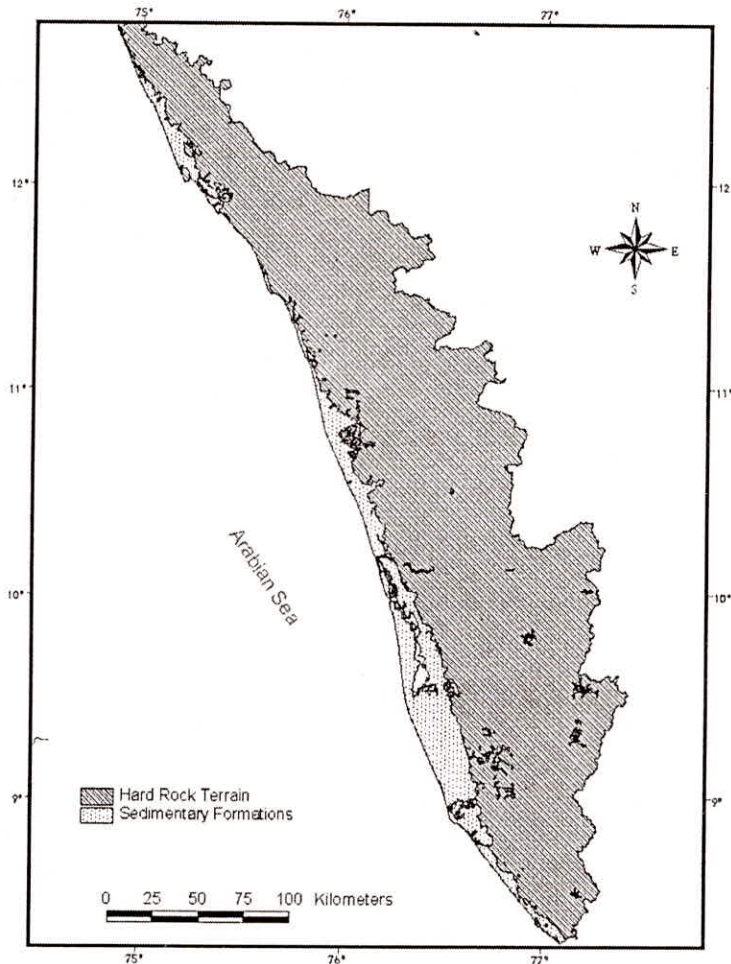 75° 76° 77°
12° 12°
N
W E
S
11° 11°
Arabian Sea
10° 10°
9° 9°
Hard Rock Terrain
Sedimentary Formations
0 25 50 75 100 Kilometers
75° 76° 77°